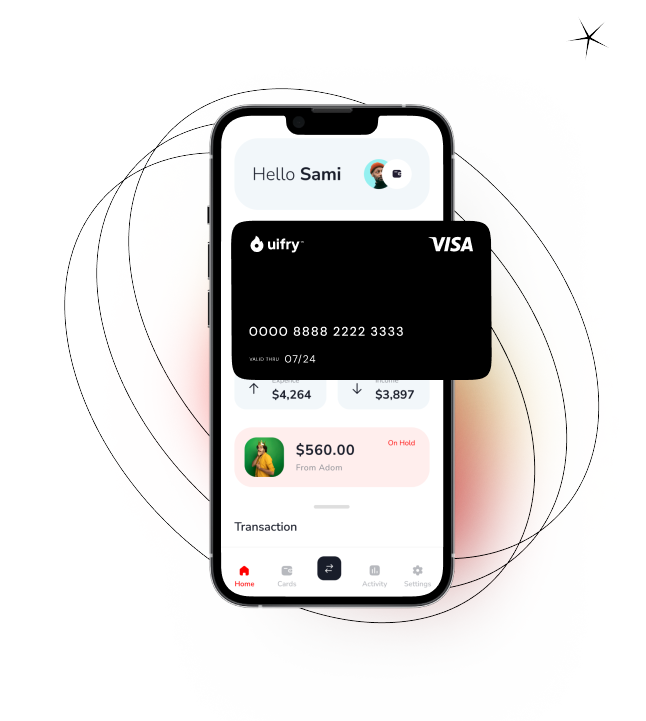 Hello Sami
uifry™
VISA
0000 8888 2222 3333
VALID THRU 07/24
Expence
Income
$4,264
$3,897
$560.00
On Hold
From Adom
Transaction
Home
Cards
Activity
Settings